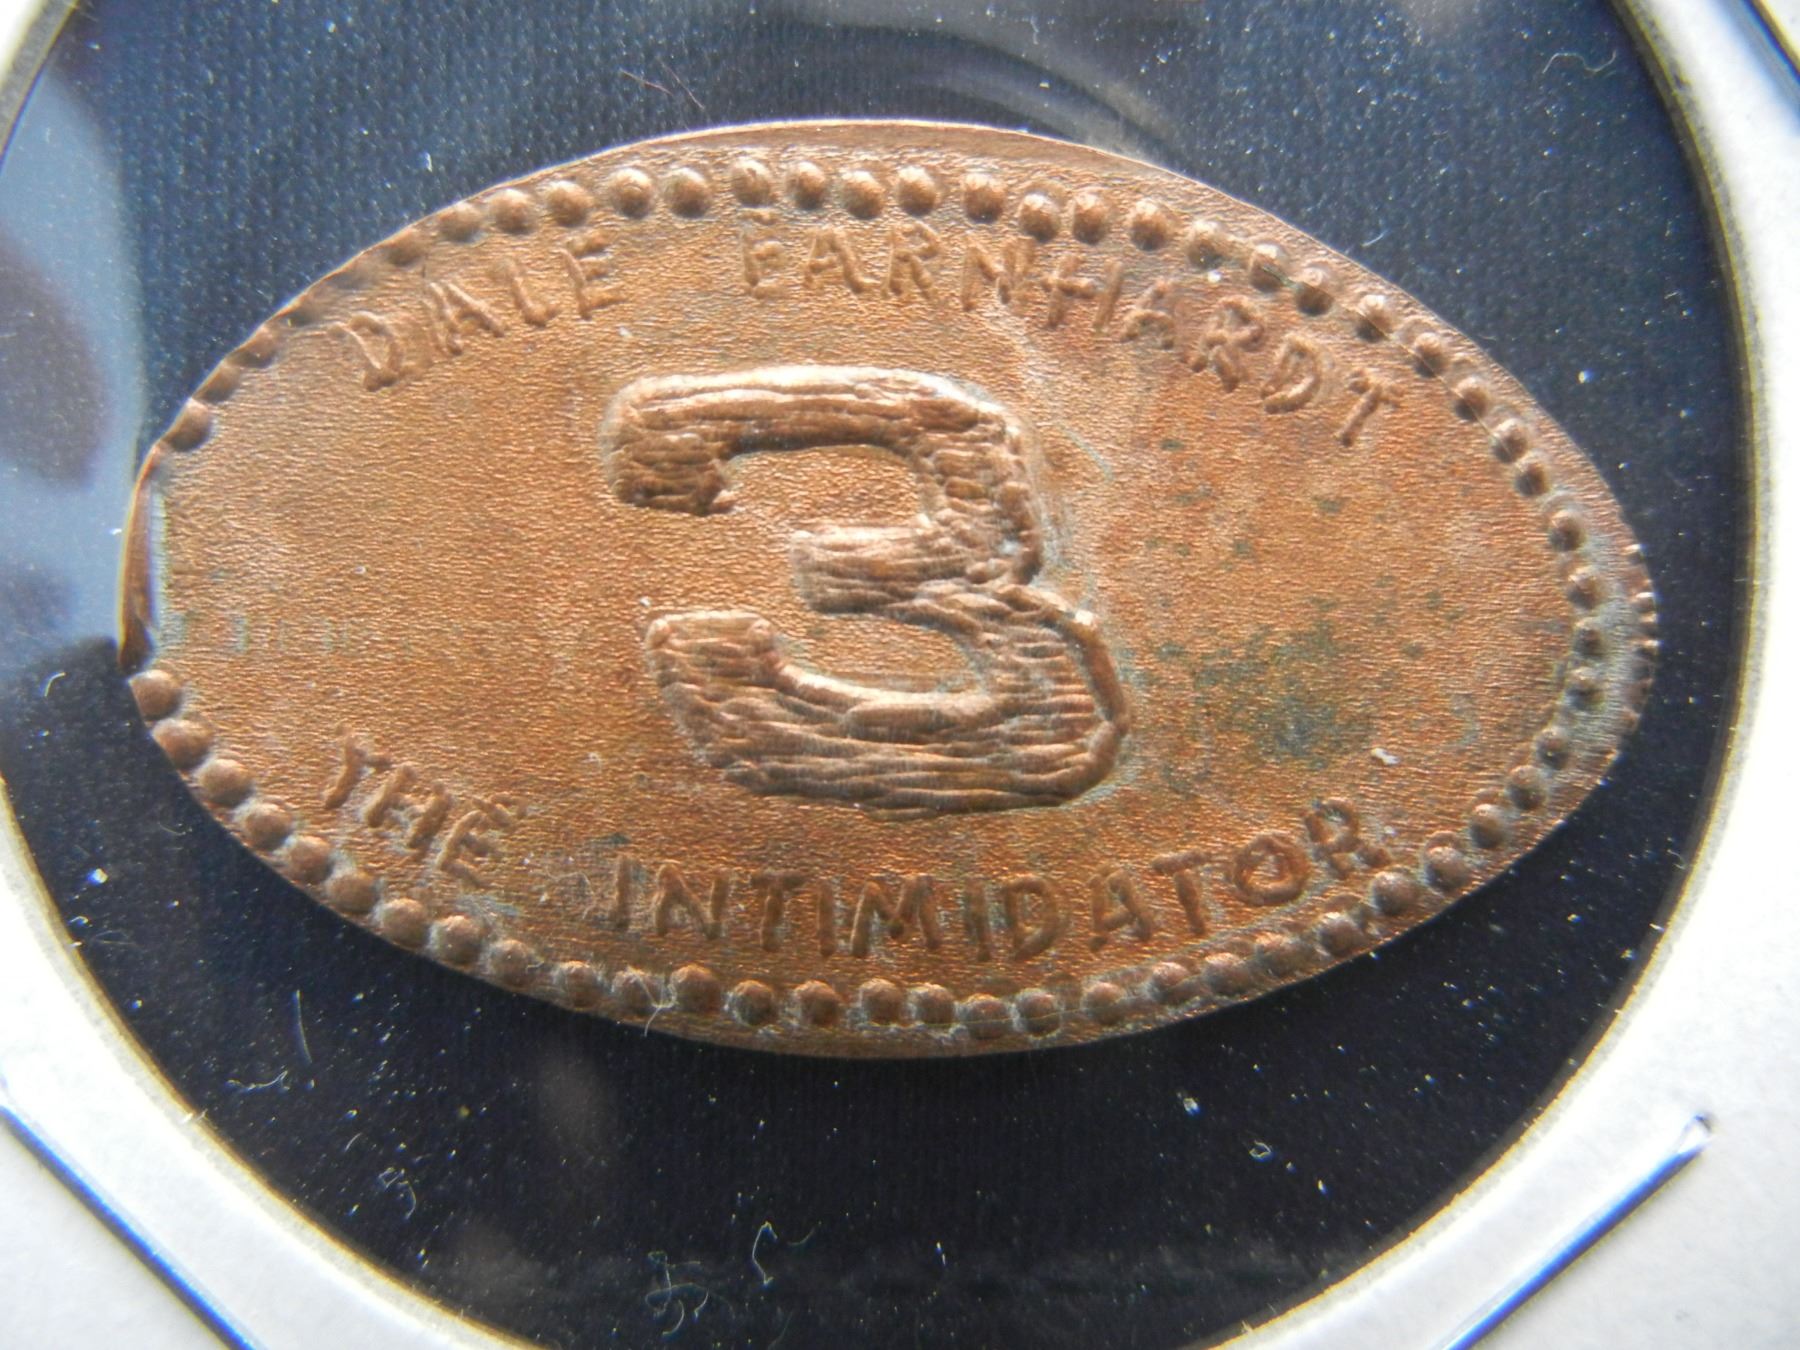 DALE EARNHARDT
3
THE INTIMIDATOR